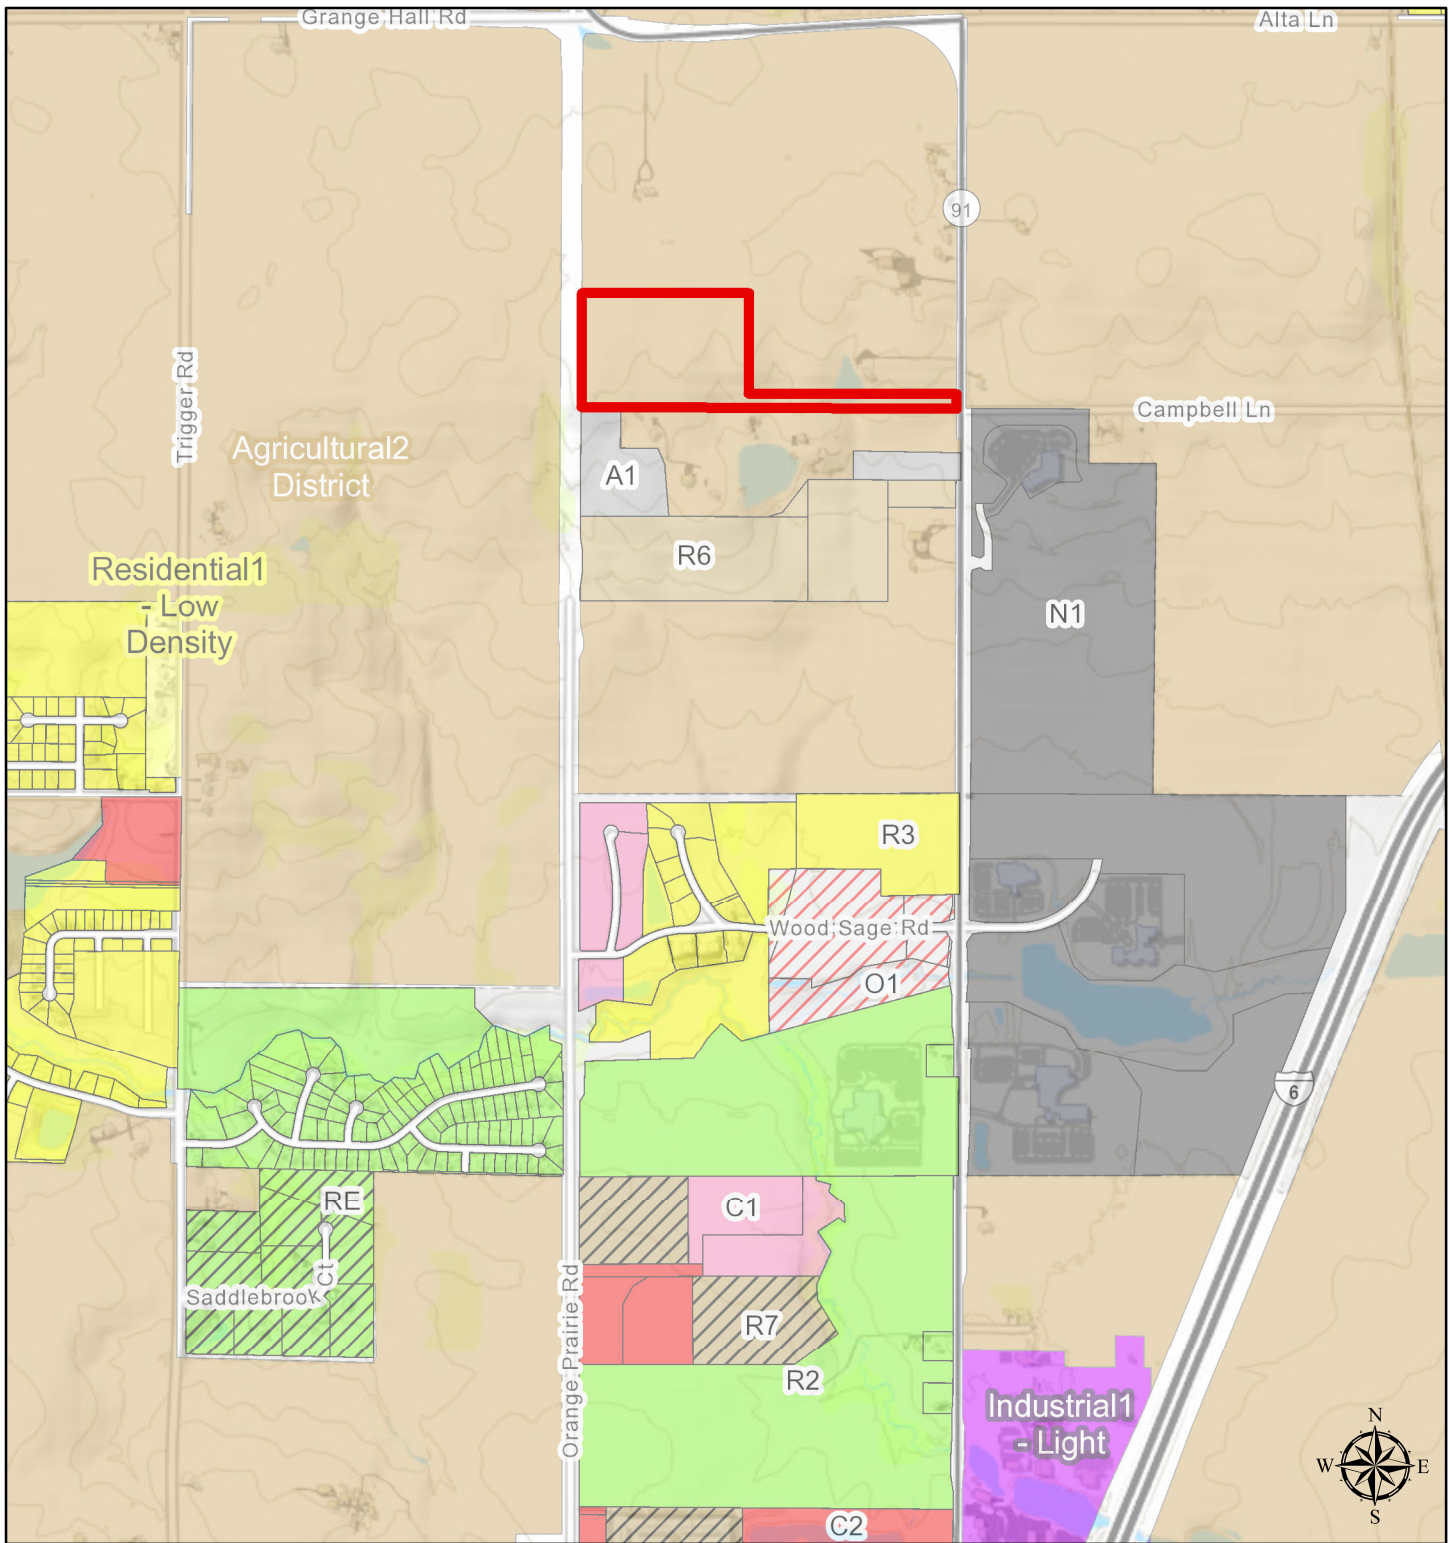 Grange Hall Rd
Alta Ln
91
Trigger Rd
Campbell Ln
Agricultural2
District
A1
R6
Residential1
- Low
Density
N1
R3
Wood Sage Rd
O1
6
RE
C1
Saddlebrook Ct
Orange Prairie Rd
R7
R2
Industrial1
- Light
C2
N
W
E
S